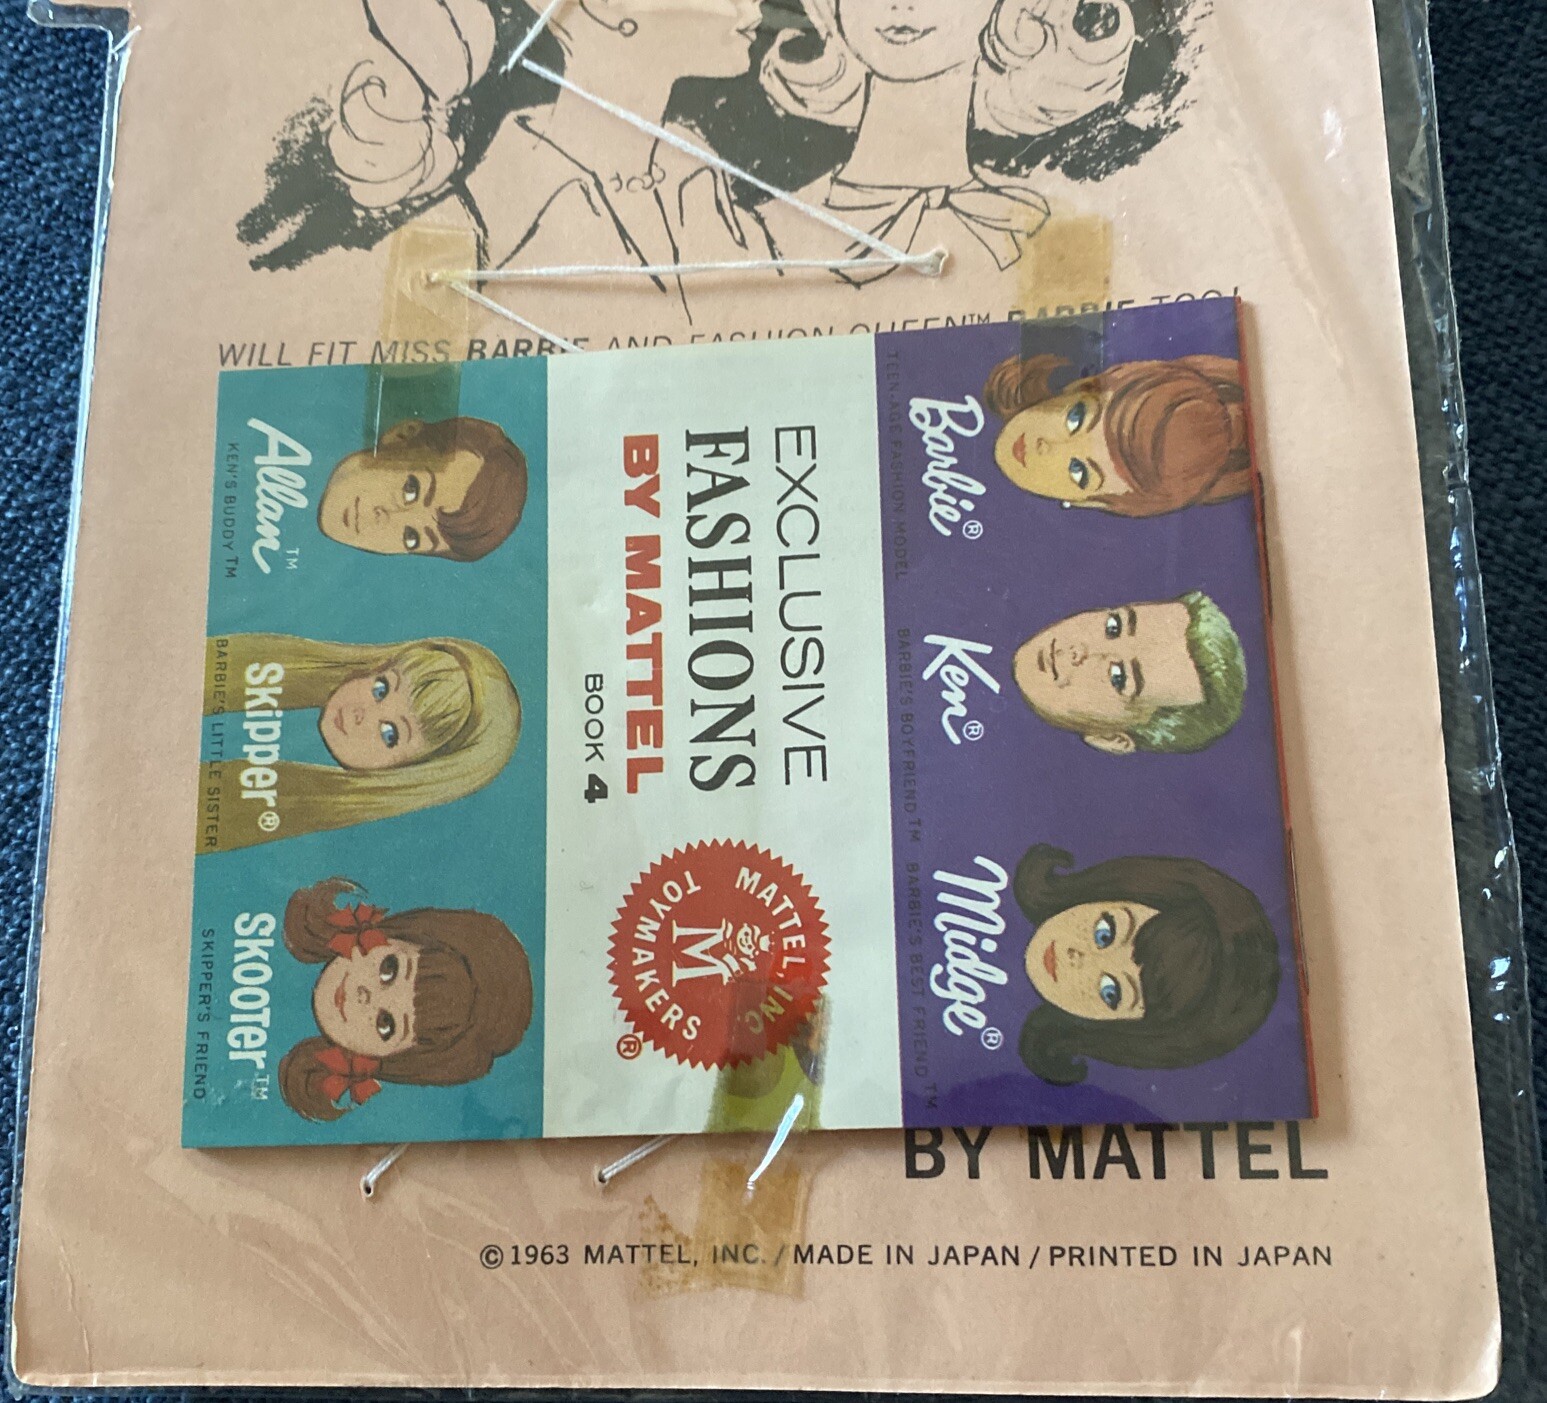 WILL FIT MISS BARBIE AND FASHION QUEEN™ BARBIE TOO!
EXCLUSIVE
FASHIONS
BY MATTEL
BOOK 4
MATTEL, INC.
M
TOYMAKERS
®
Barbie®
TEEN-AGE FASHION MODEL
Ken®
BARBIE'S BOYFRIEND™
Midge®
BARBIE'S BEST FRIEND™
Allan™
KEN'S BUDDY TM
Skipper®
BARBIE'S LITTLE SISTER
SKOOTER™
SKIPPER'S FRIEND
BY MATTEL
©1963 MATTEL, INC. / MADE IN JAPAN / PRINTED IN JAPAN